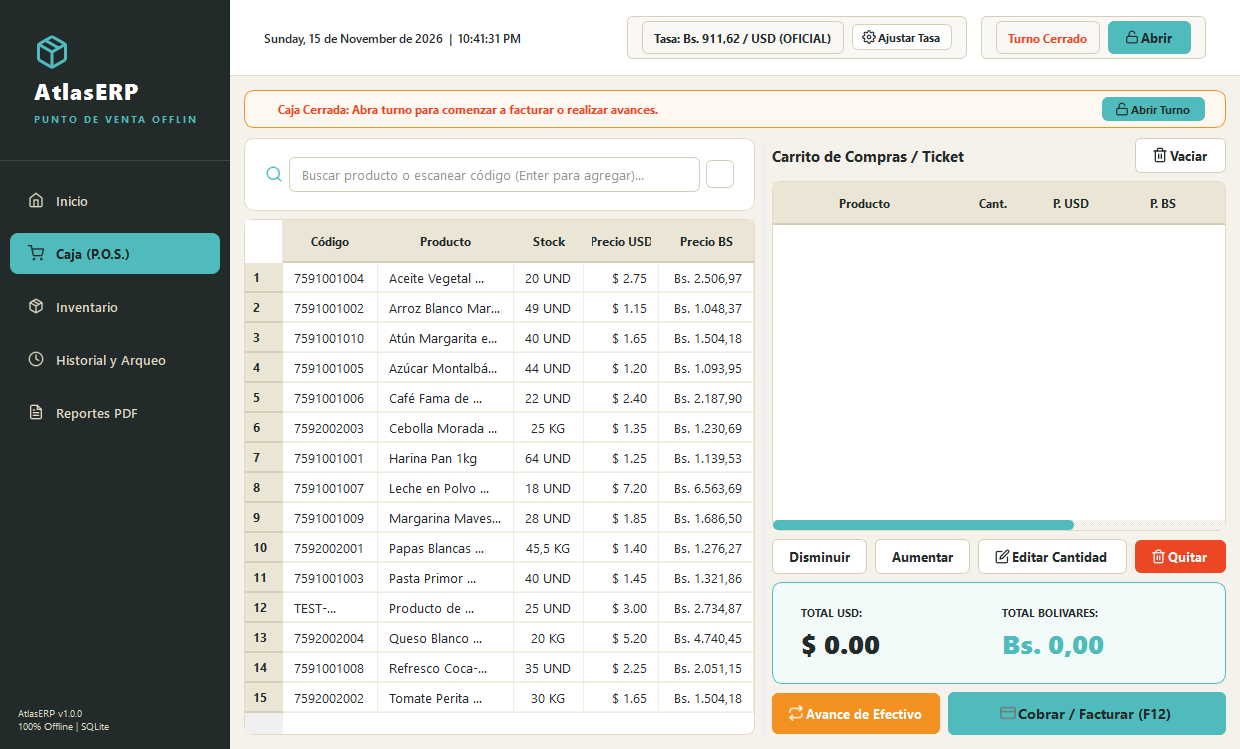 AtlasERP
PUNTO DE VENTA OFFLIN
Inicio
Caja (P.O.S.)
Inventario
Historial y Arqueo
Reportes PDF
AtlasERP v1.0.0
100% Offline | SQLite
Sunday, 15 de November de 2026 | 10:41:31 PM
Tasa: Bs. 911,62 / USD (OFICIAL)
Ajustar Tasa
Turno Cerrado
Abrir
Caja Cerrada: Abra turno para comenzar a facturar o realizar avances.
Abrir Turno
Buscar producto o escanear código (Enter para agregar)...
Código Producto Stock Precio USD Precio BS
1 7591001004 Aceite Vegetal ... 20 UND $ 2.75 Bs. 2.506,97
2 7591001002 Arroz Blanco Mar... 49 UND $ 1.15 Bs. 1.048,37
3 7591001010 Atún Margarita e... 40 UND $ 1.65 Bs. 1.504,18
4 7591001005 Azúcar Montalbá... 44 UND $ 1.20 Bs. 1.093,95
5 7591001006 Café Fama de ... 22 UND $ 2.40 Bs. 2.187,90
6 7592002003 Cebolla Morada ... 25 KG $ 1.35 Bs. 1.230,69
7 7591001001 Harina Pan 1kg 64 UND $ 1.25 Bs. 1.139,53
8 7591001007 Leche en Polvo ... 18 UND $ 7.20 Bs. 6.563,69
9 7591001009 Margarina Maves... 28 UND $ 1.85 Bs. 1.686,50
10 7592002001 Papas Blancas ... 45,5 KG $ 1.40 Bs. 1.276,27
11 7591001003 Pasta Primor ... 40 UND $ 1.45 Bs. 1.321,86
12 TEST-... Producto de ... 25 UND $ 3.00 Bs. 2.734,87
13 7592002004 Queso Blanco ... 20 KG $ 5.20 Bs. 4.740,45
14 7591001008 Refresco Coca-... 35 UND $ 2.25 Bs. 2.051,15
15 7592002002 Tomate Perita ... 30 KG $ 1.65 Bs. 1.504,18
Carrito de Compras / Ticket
Vaciar
Producto Cant. P. USD P. BS
Disminuir
Aumentar
Editar Cantidad
Quitar
TOTAL USD: TOTAL BOLIVARES:
$ 0.00 Bs. 0,00
Avance de Efectivo
Cobrar / Facturar (F12)